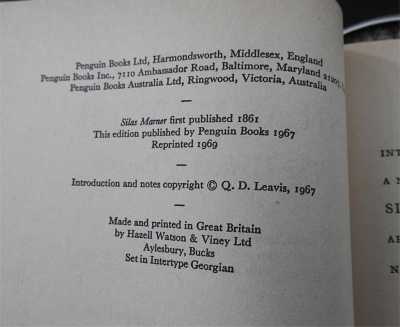 Penguin Books Ltd, Harmondsworth, Middlesex, England
Penguin Books Inc., 7110 Ambassador Road, Baltimore, Maryland
Penguin Books Australia Ltd, Ringwood, Victoria, Australia
Silas Marner first published 1861
This edition published by Penguin Books 1967
Reprinted 1969
Introduction and notes copyright © Q. D. Leavis, 1967
Made and printed in Great Britain
by Hazell Watson & Viney Ltd
Aylesbury, Bucks
Set in Intertype Georgian
INT
A N
SI
AP
N